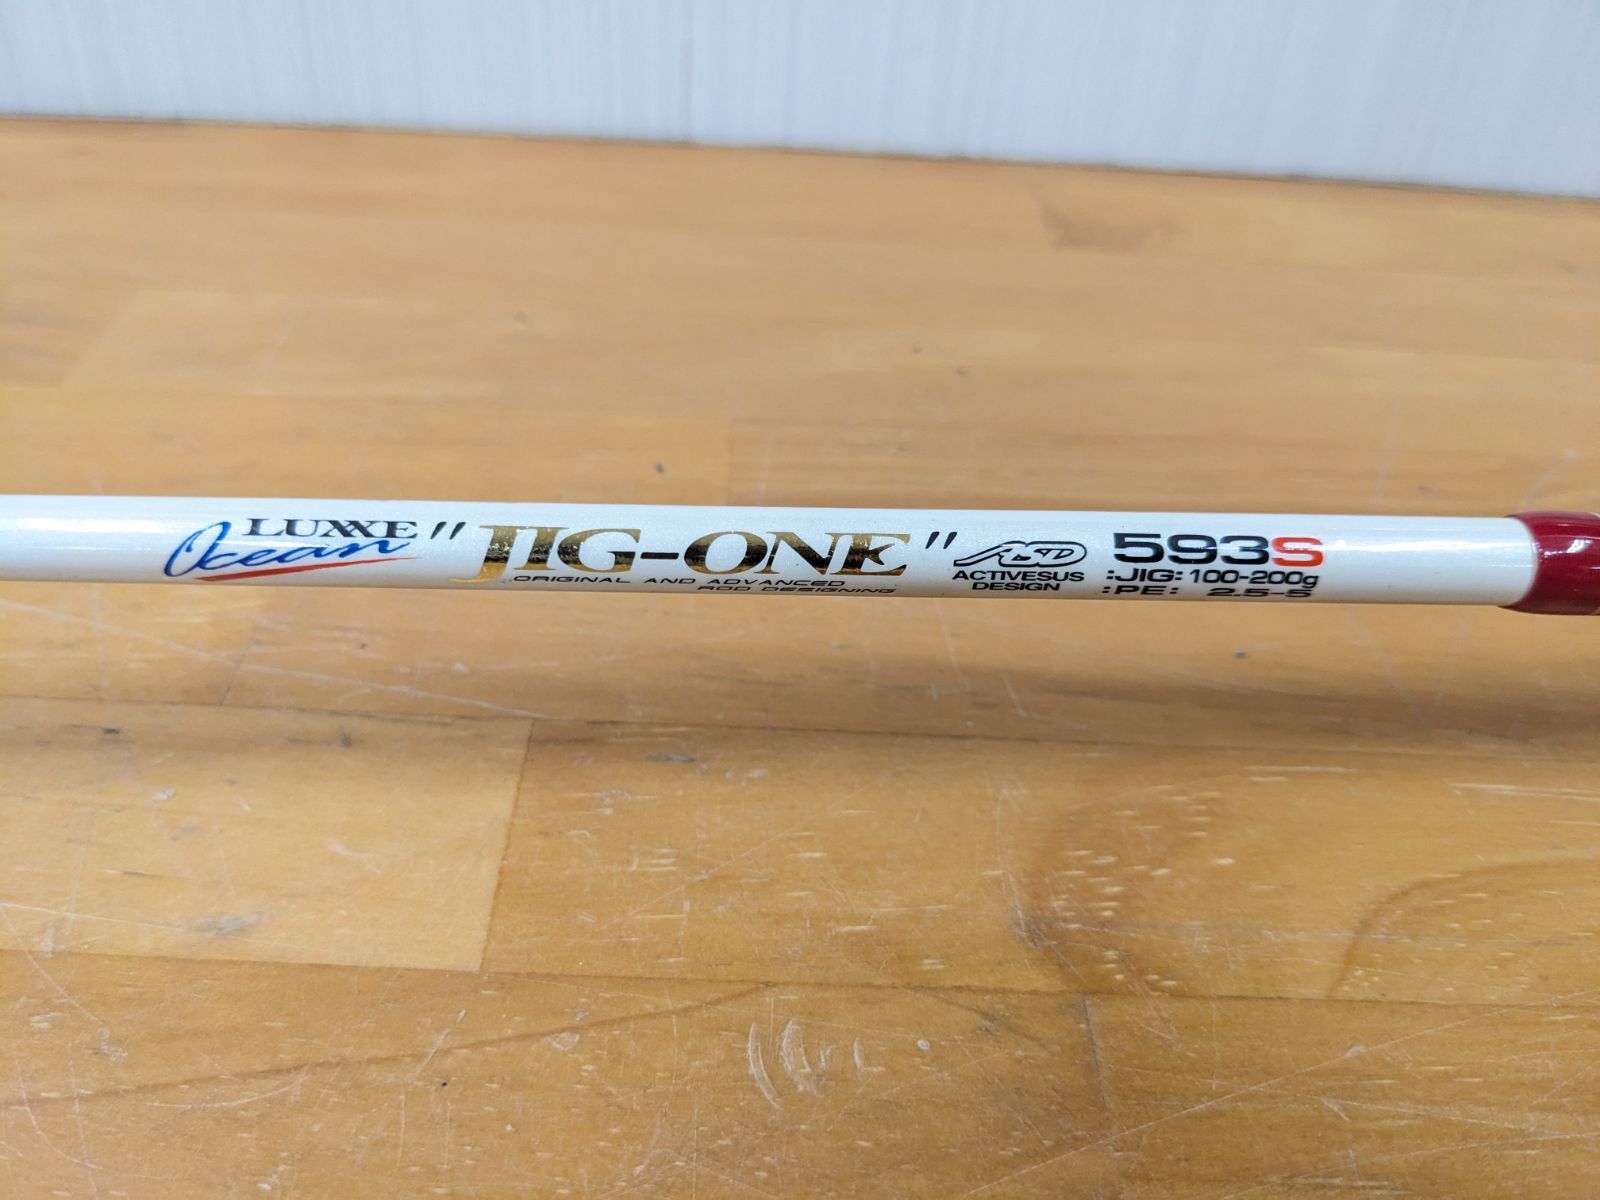 LUXXE
Ocean
"JIG-ONE"
ORIGINAL AND ADVANCED
ROD DESIGNING
ASD
ACTIVESUS
DESIGN
593S
:JIG: 100-200g
:PE: 2.5-5